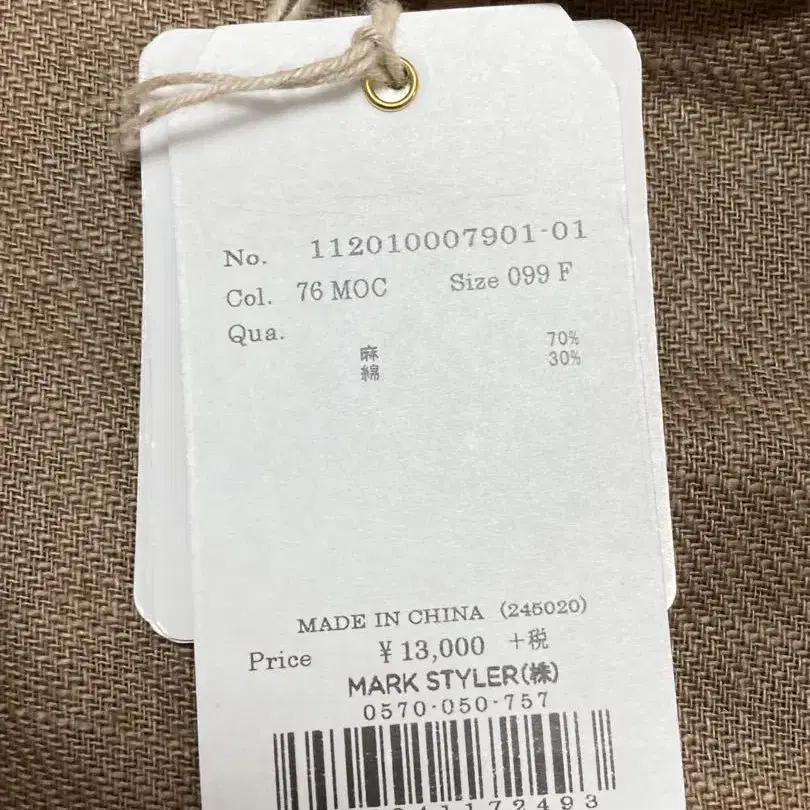 No. 112010007901-01
Col. 76 MOC Size 099 F
Qua.
麻 70%
綿 30%
MADE IN CHINA (245020)
Price ¥13,000 +税
MARK STYLER(株)
0570-050-757